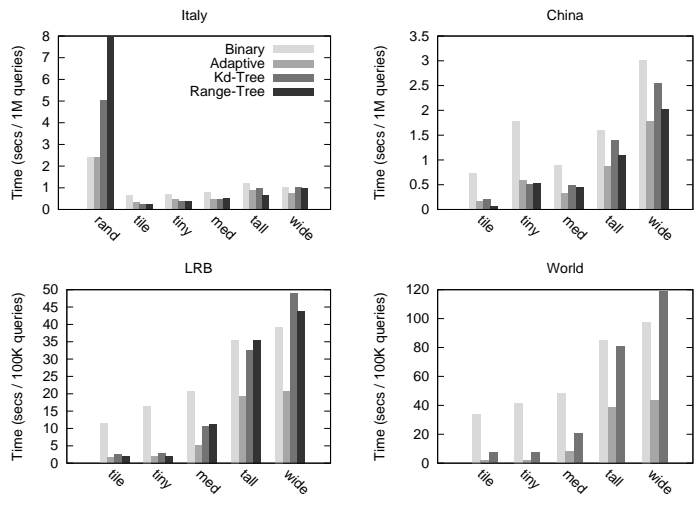 Italy
Time (secs / 1M queries)
8
7
6
5
4
3
2
1
0
Binary
Adaptive
Kd-Tree
Range-Tree
rand
tile
tiny
med
tall
wide
China
Time (secs / 1M queries)
3.5
3
2.5
2
1.5
1
0.5
0
tile
tiny
med
tall
wide
LRB
Time (secs / 100K queries)
50
45
40
35
30
25
20
15
10
5
0
tile
tiny
med
tall
wide
World
Time (secs / 100K queries)
120
100
80
60
40
20
0
tile
tiny
med
tall
wide